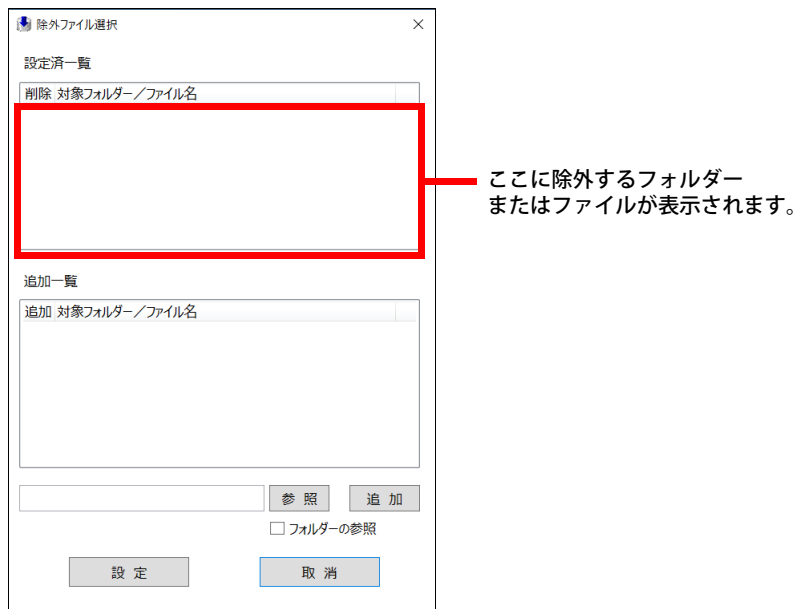 除外ファイル選択
設定済一覧
削除 対象フォルダー／ファイル名
ここに除外するフォルダー
またはファイルが表示されます。
追加一覧
追加 対象フォルダー／ファイル名
参 照 追 加
フォルダーの参照
設 定 取 消